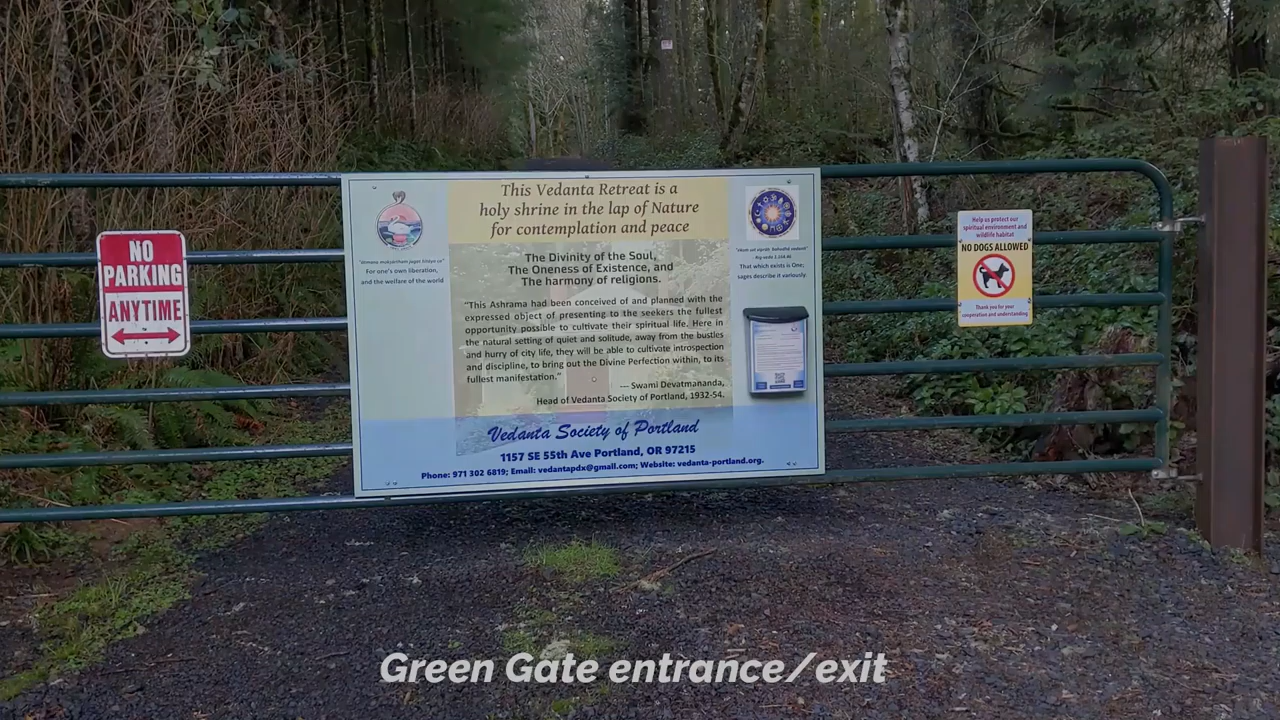 NO
PARKING
ANYTIME
This Vedanta Retreat is a
holy shrine in the lap of Nature
for contemplation and peace
For one's own liberation,
and the welfare of the world
The Divinity of the Soul,
The Oneness of Existence, and
The harmony of religions.
"This Ashrama had been conceived of and planned with the
expressed object of presenting to the seekers the fullest
opportunity possible to cultivate their spiritual life. Here in
the natural setting of quiet and solitude, away from the bustles
and hurry of city life, they will be able to cultivate introspection
and discipline, to bring out the Divine Perfection within, to its
fullest manifestation."
--- Swami Devatmananda,
Head of Vedanta Society of Portland, 1932-54.
That which exists is One;
sages describe it variously.
Vedanta Society of Portland
1157 SE 55th Ave Portland, OR 97215
Phone: 971 302 6819; Email: vedantapdx@gmail.com; Website: vedanta-portland.org.
Help us protect our
spiritual environment and
wildlife habitat
NO DOGS ALLOWED
Thank you for your
cooperation and understanding
Green Gate entrance/exit